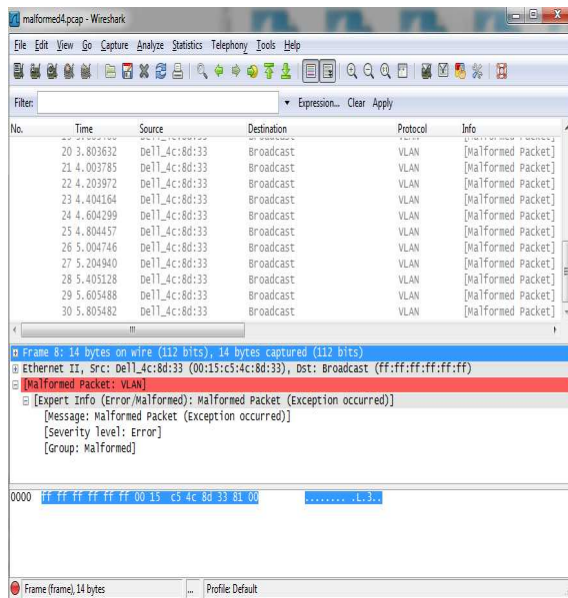 malformed4.pcap - Wireshark
File Edit View Go Capture Analyze Statistics Telephony Tools Help
Filter: Expression... Clear Apply
No. Time Source Destination Protocol Info
20 3.803632 Dell_4c:8d:33 Broadcast VLAN [Malformed Packet]
21 4.003785 Dell_4c:8d:33 Broadcast VLAN [Malformed Packet]
22 4.203972 Dell_4c:8d:33 Broadcast VLAN [Malformed Packet]
23 4.404164 Dell_4c:8d:33 Broadcast VLAN [Malformed Packet]
24 4.604299 Dell_4c:8d:33 Broadcast VLAN [Malformed Packet]
25 4.804457 Dell_4c:8d:33 Broadcast VLAN [Malformed Packet]
26 5.004746 Dell_4c:8d:33 Broadcast VLAN [Malformed Packet]
27 5.204940 Dell_4c:8d:33 Broadcast VLAN [Malformed Packet]
28 5.405128 Dell_4c:8d:33 Broadcast VLAN [Malformed Packet]
29 5.605488 Dell_4c:8d:33 Broadcast VLAN [Malformed Packet]
30 5.805482 Dell_4c:8d:33 Broadcast VLAN [Malformed Packet]
Frame 8: 14 bytes on wire (112 bits), 14 bytes captured (112 bits)
Ethernet II, Src: Dell_4c:8d:33 (00:15:c5:4c:8d:33), Dst: Broadcast (ff:ff:ff:ff:ff:ff)
[Malformed Packet: VLAN]
[Expert Info (Error/Malformed): Malformed Packet (Exception occurred)]
[Message: Malformed Packet (Exception occurred)]
[Severity level: Error]
[Group: Malformed]
0000 ff ff ff ff ff ff 00 15 c5 4c 8d 33 81 00 ........ .L.3..
Frame (frame), 14 bytes ... Profile: Default